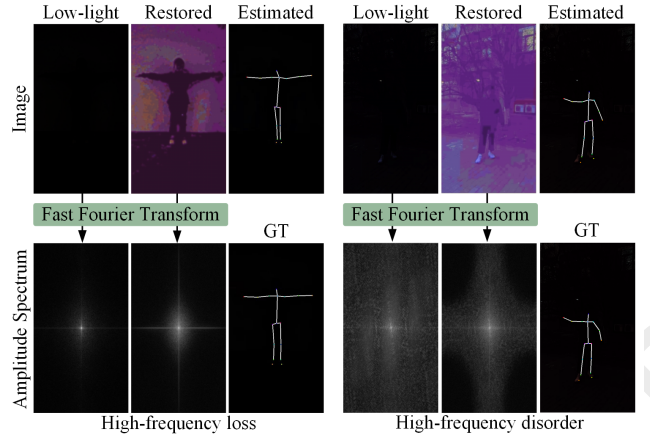 Low-light Restored Estimated Low-light Restored Estimated
Image
Fast Fourier Transform Fast Fourier Transform
GT GT
Amplitude Spectrum
High-frequency loss High-frequency disorder